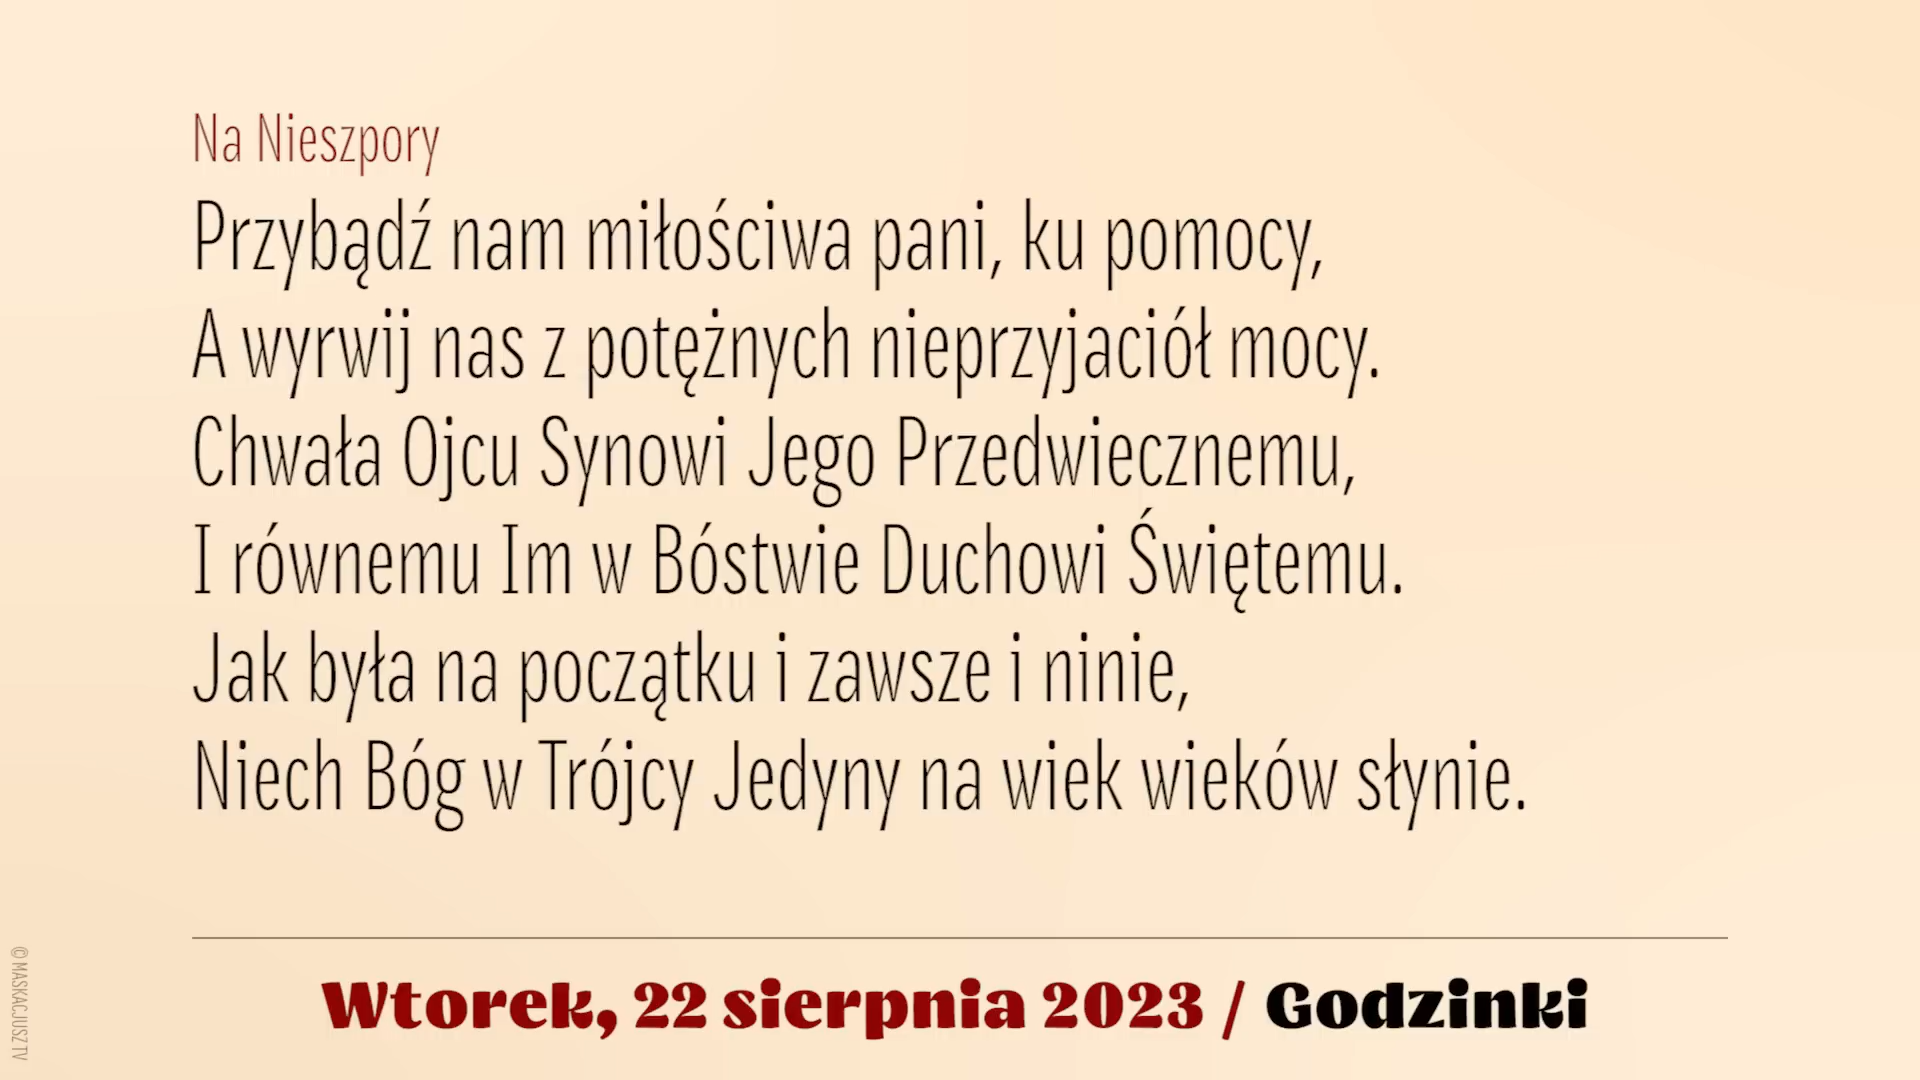 Na Nieszpory
Przybądź nam miłościwa pani, ku pomocy,
A wyrwij nas z potężnych nieprzyjaciół mocy.
Chwała Ojcu Synowi Jego Przedwiecznemu,
I równemu Im w Bóstwie Duchowi Świętemu.
Jak była na początku i zawsze i ninie,
Niech Bóg w Trójcy Jedyny na wiek wieków słynie.
Wtorek, 22 sierpnia 2023 / Godzinki
© MASKACJUSZ TV